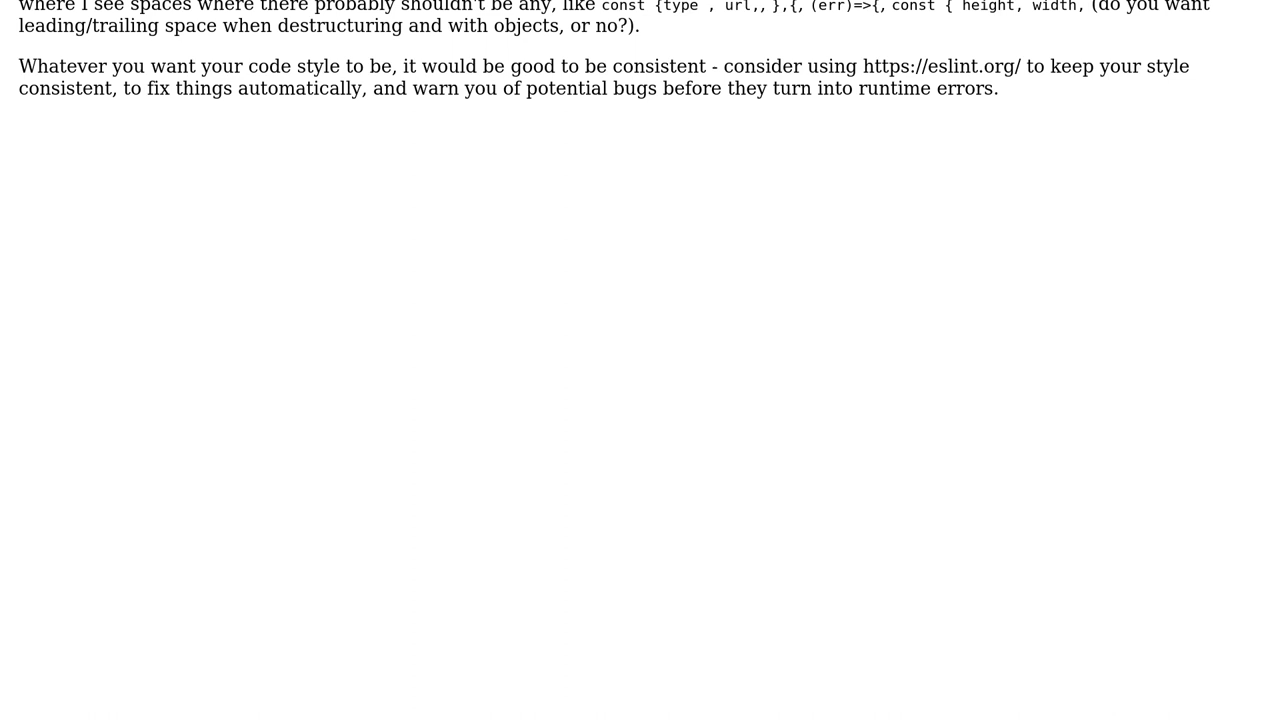 where I see spaces where there probably shouldn't be any, like const {type , url,, },{, (err)=>{, const { height, width, (do you want
leading/trailing space when destructuring and with objects, or no?).
Whatever you want your code style to be, it would be good to be consistent - consider using https://eslint.org/ to keep your style
consistent, to fix things automatically, and warn you of potential bugs before they turn into runtime errors.